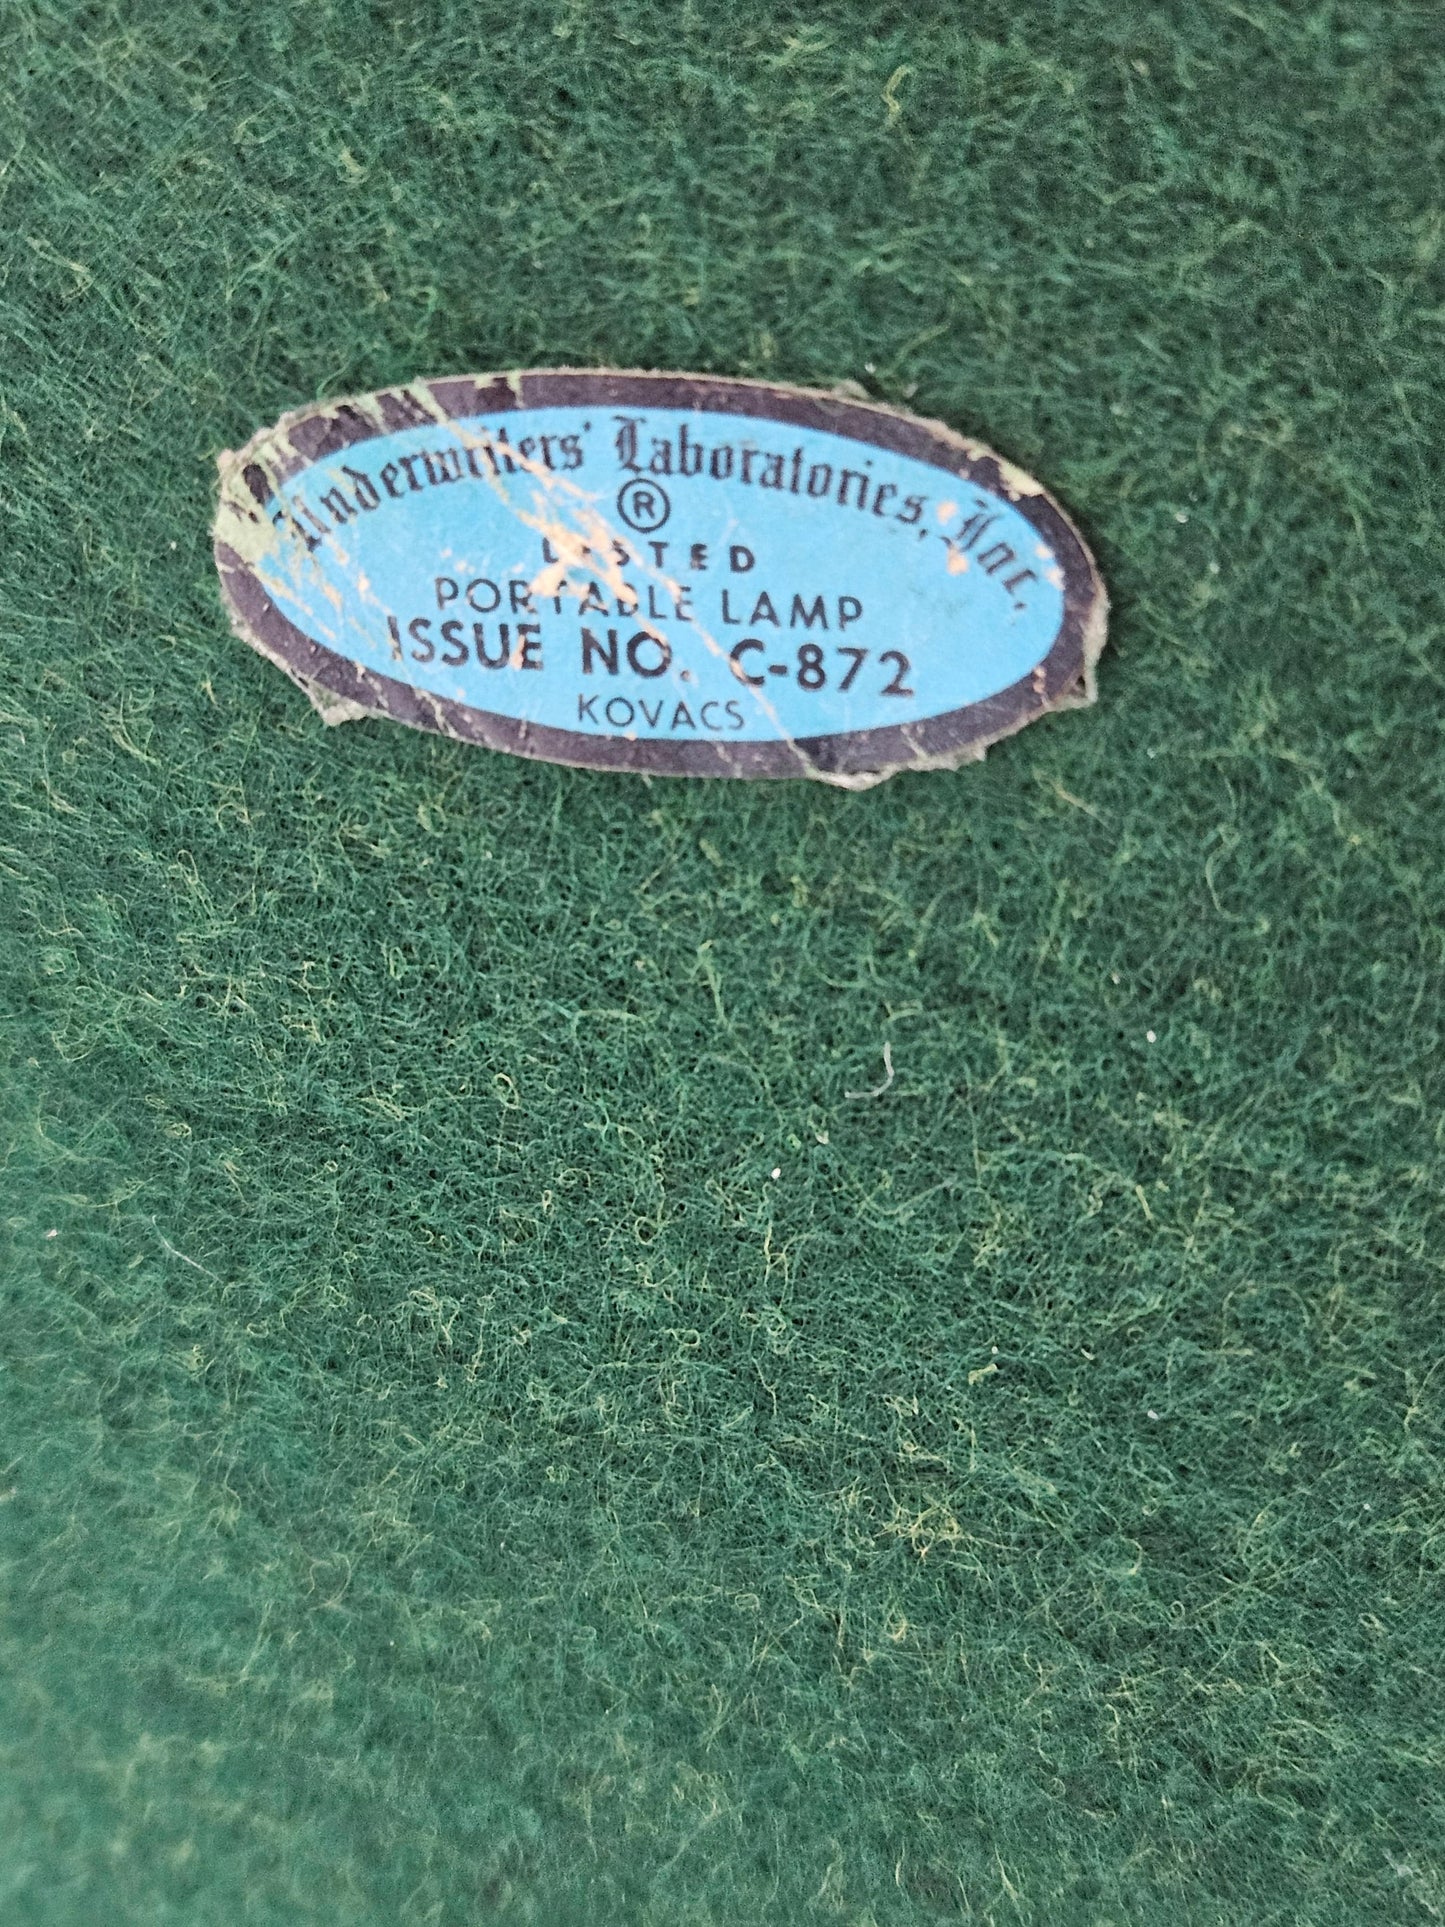 Underwriters' Laboratories, Inc.
®
LISTED
PORTABLE LAMP
ISSUE NO. C-872
KOVACS